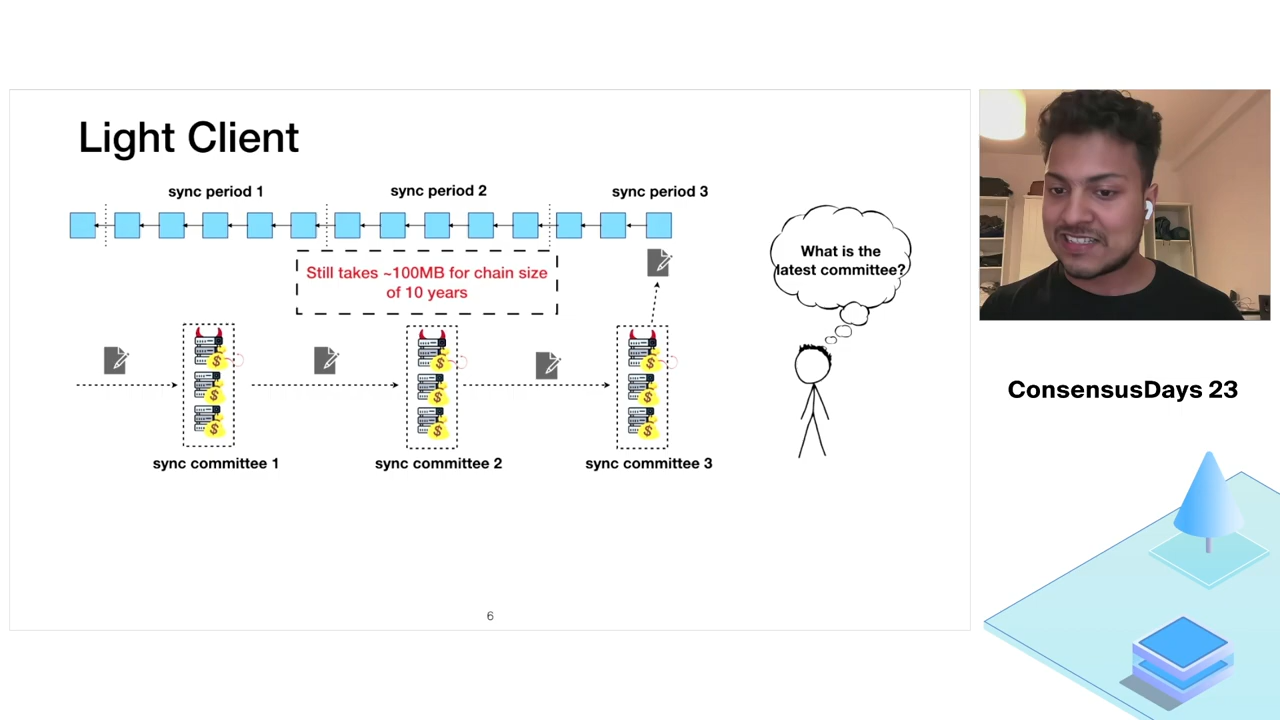 Light Client
sync period 1
sync period 2
sync period 3
Still takes ~100MB for chain size
of 10 years
What is the
latest committee?
$
$
$
$
$
$
$
$
$
sync committee 1
sync committee 2
sync committee 3
6
ConsensusDays 23